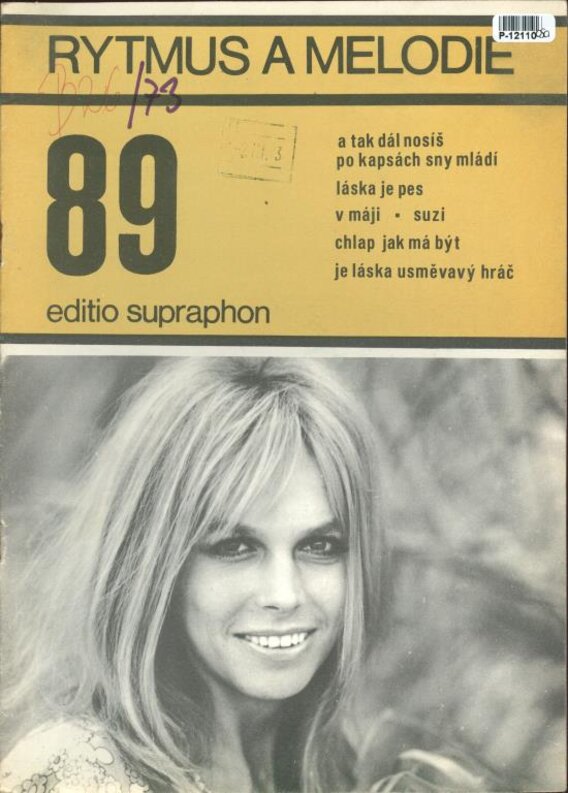 P-12110
RYTMUS A MELODIE
/73
89
a tak dál nosíš
po kapsách sny mládí
láska je pes
v máji ▪ suzi
chlap jak má být
je láska usměvavý hráč
editio supraphon